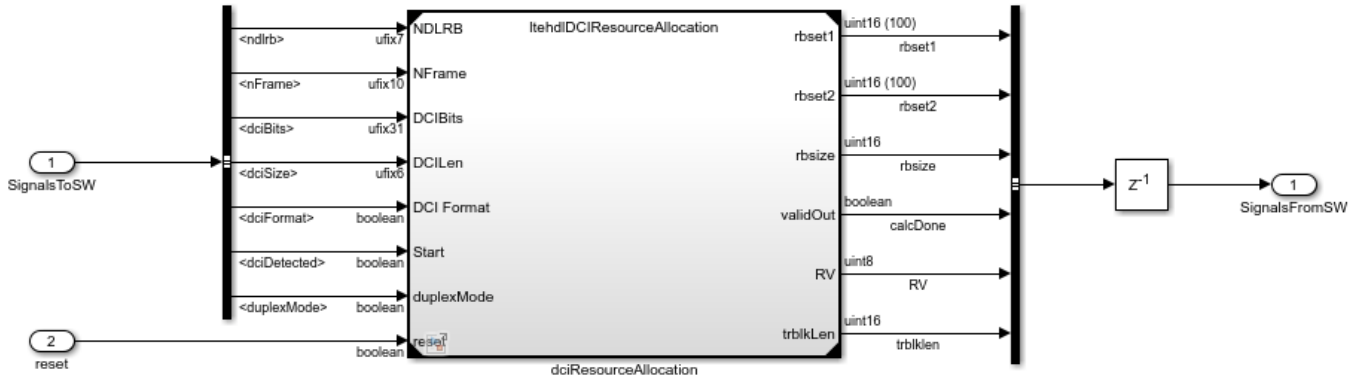 1
SignalsToSW
2
reset
<ndlrb>
ufix7
<nFrame>
ufix10
<dciBits>
ufix31
<dciSize>
ufix6
<dciFormat>
boolean
<dciDetected>
boolean
<duplexMode>
boolean
boolean
ltehdlDCIResourceAllocation
NDLRB
NFrame
DCIBits
DCILen
DCI Format
Start
duplexMode
reset
rbset1
rbset2
rbsize
validOut
RV
trblkLen
dciResourceAllocation
uint16 (100)
rbset1
uint16 (100)
rbset2
uint16
rbsize
boolean
calcDone
uint8
RV
uint16
trblklen
Z-1
1
SignalsFromSW